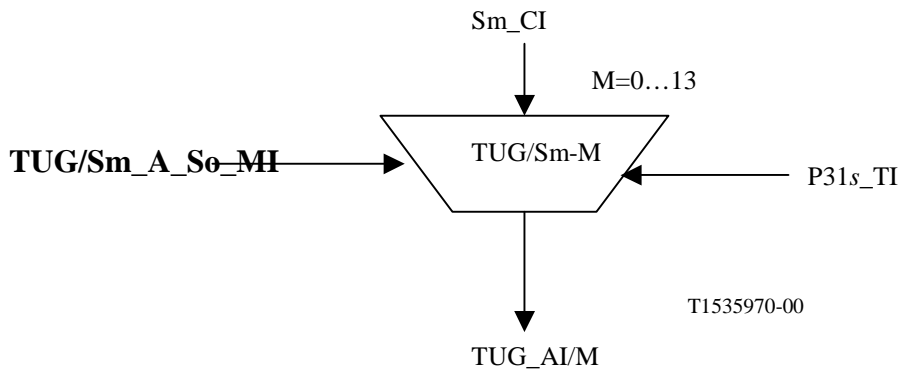 Sm_CI
M=0…13
TUG/Sm_A_So_MI
TUG/Sm-M
P31s_TI
T1535970-00
TUG_AI/M